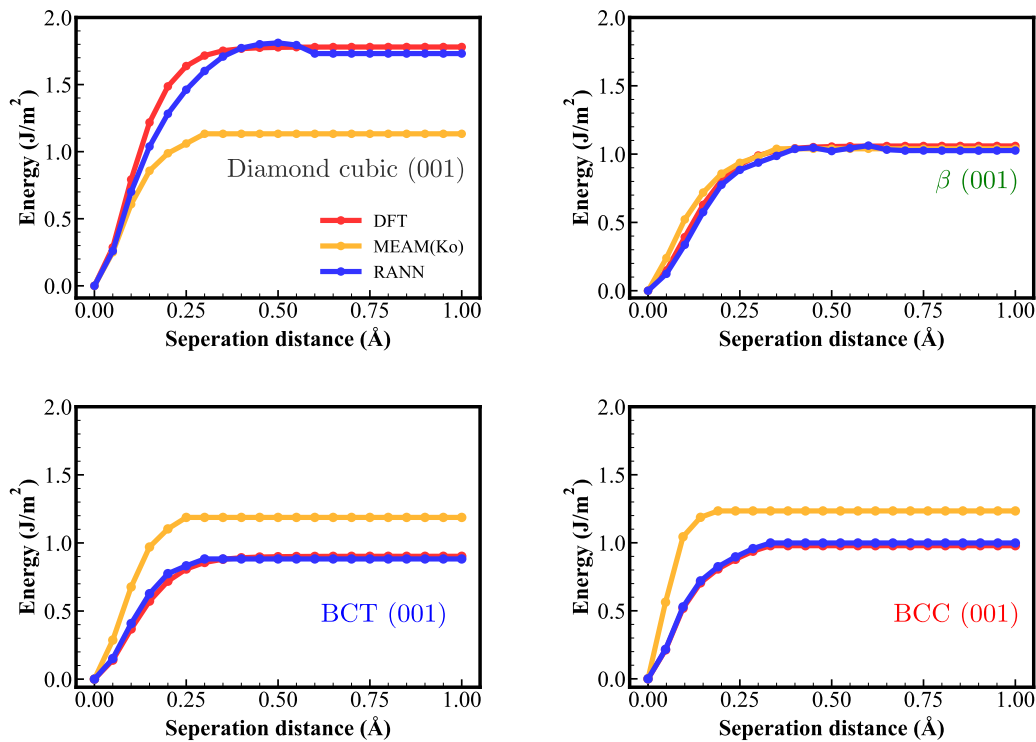 2.0
1.5
1.0
0.5
0.0
Energy (J/m²)
Diamond cubic (001)
DFT
MEAM(Ko)
RANN
0.00 0.25 0.50 0.75 1.00
Seperation distance (Å)
2.0
1.5
1.0
0.5
0.0
Energy (J/m²)
β (001)
0.00 0.25 0.50 0.75 1.00
Seperation distance (Å)
2.0
1.5
1.0
0.5
0.0
Energy (J/m²)
BCT (001)
0.00 0.25 0.50 0.75 1.00
Seperation distance (Å)
2.0
1.5
1.0
0.5
0.0
Energy (J/m²)
BCC (001)
0.00 0.25 0.50 0.75 1.00
Seperation distance (Å)